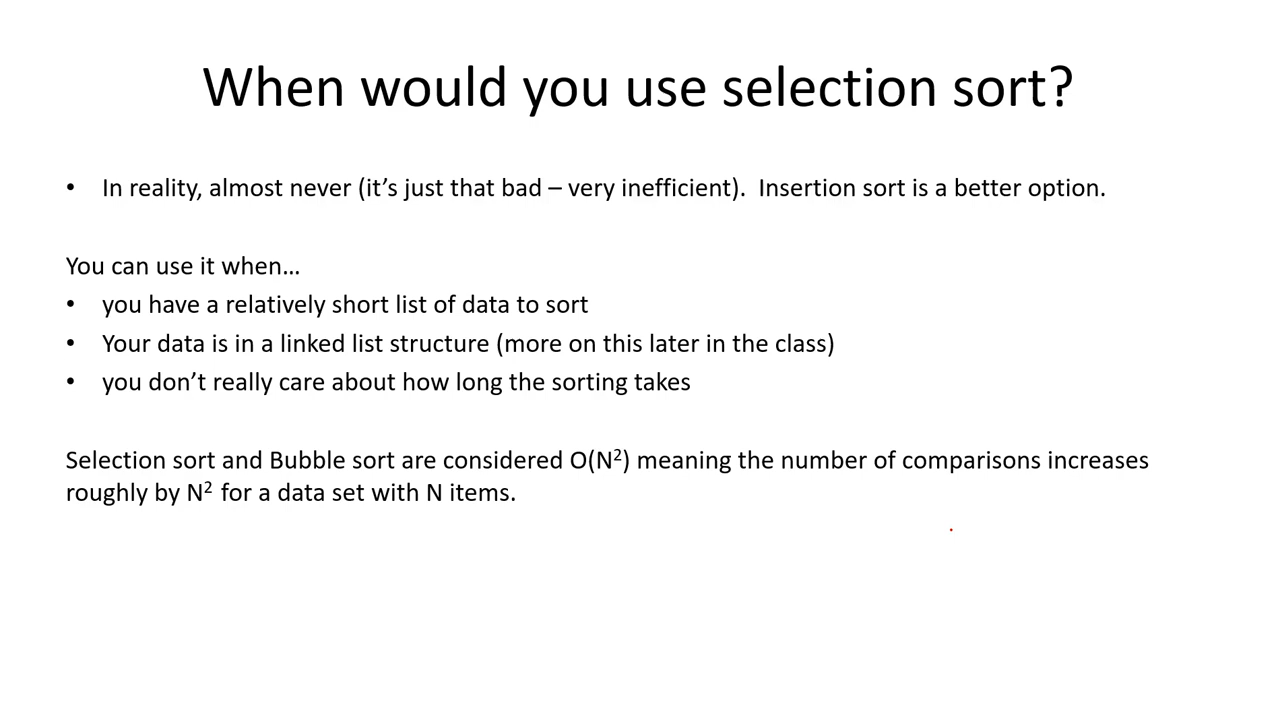 When would you use selection sort?
• In reality, almost never (it’s just that bad – very inefficient).  Insertion sort is a better option.
You can use it when…
• you have a relatively short list of data to sort
• Your data is in a linked list structure (more on this later in the class)
• you don’t really care about how long the sorting takes
Selection sort and Bubble sort are considered O(N²) meaning the number of comparisons increases
roughly by N² for a data set with N items.